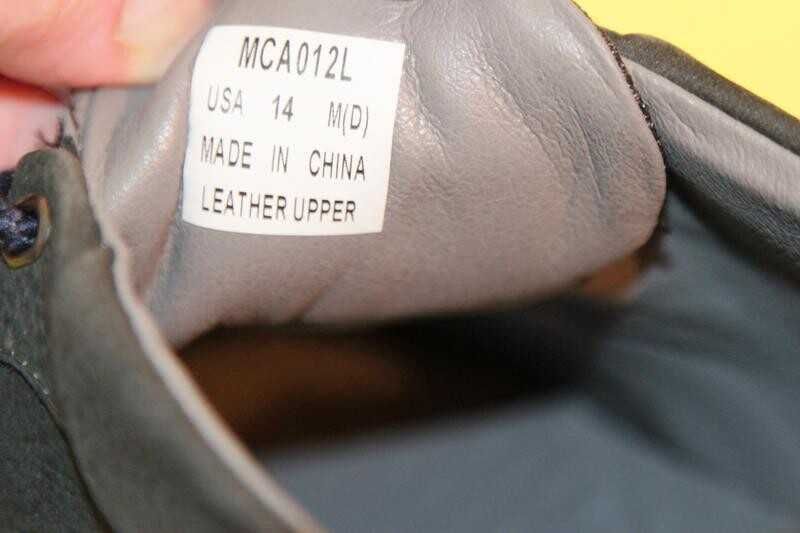 MCA012L
USA 14 M(D)
MADE IN CHINA
LEATHER UPPER